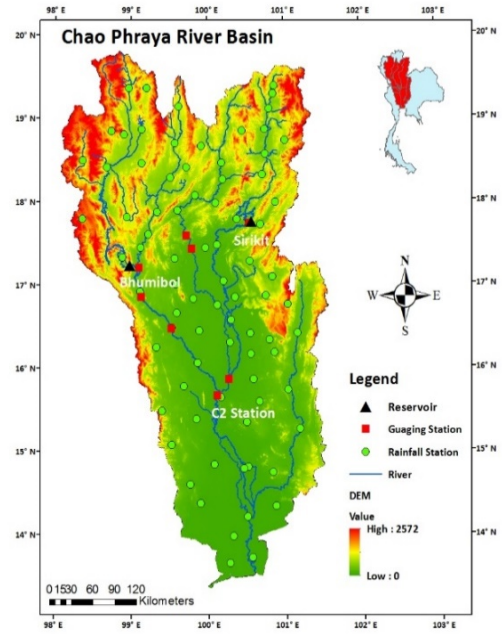 98° E 99° E 100° E 101° E 102° E 103° E
Chao Phraya River Basin
20° N 20° N
19° N 19° N
18° N 18° N
17° N 17° N
16° N 16° N
15° N 15° N
14° N 14° N
Sirikit
Bhumibol
C2 Station
N
W E
S
Legend
Reservoir
Guaging Station
Rainfall Station
River
DEM
Value
High : 2572
Low : 0
0 1530 60 90 120
Kilometers
98° E 99° E 100° E 101° E 102° E 103° E